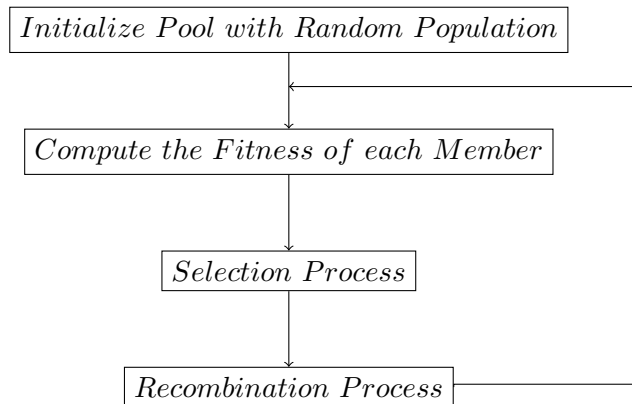 Initialize Pool with Random Population
Compute the Fitness of each Member
Selection Process
Recombination Process